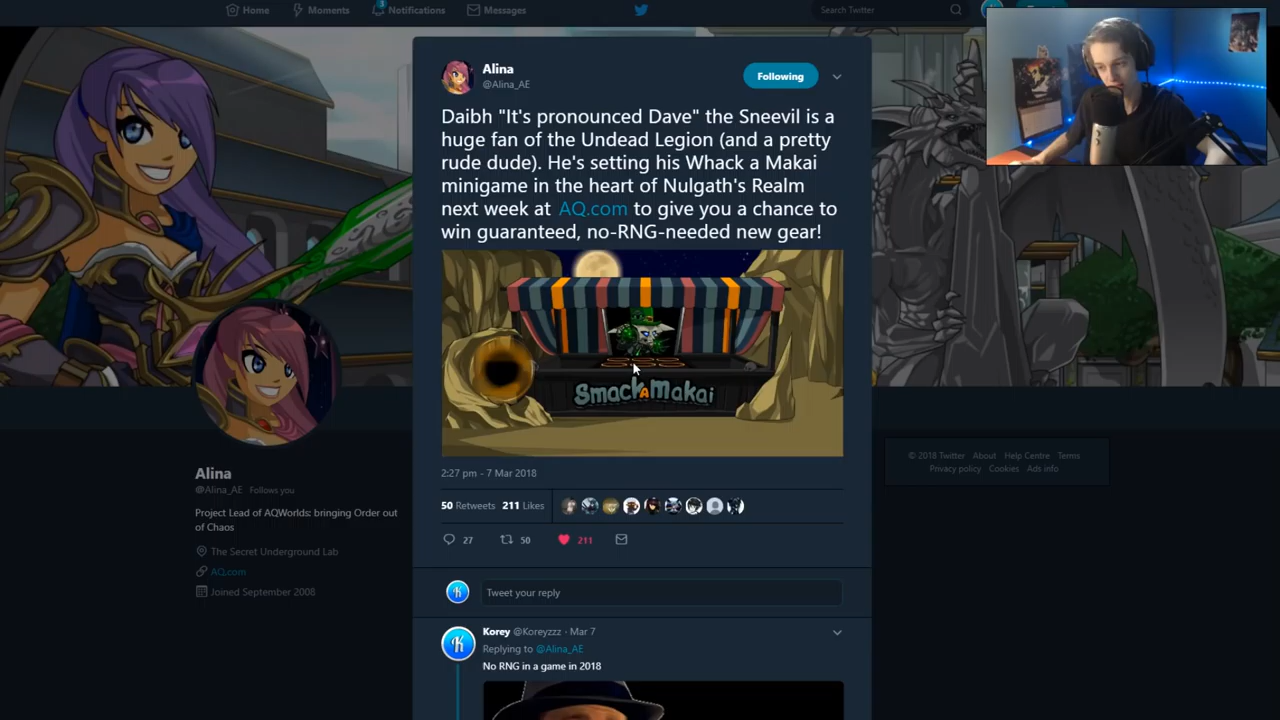 Home
Moments
3
Notifications
Messages
Search Twitter
Alina
@Alina_AE
Following
Daibh "It's pronounced Dave" the Sneevil is a
huge fan of the Undead Legion (and a pretty
rude dude). He's setting his Whack a Makai
minigame in the heart of Nulgath's Realm
next week at AQ.com to give you a chance to
win guaranteed, no-RNG-needed new gear!
Smack A Makai
2:27 pm - 7 Mar 2018
50 Retweets 211 Likes
27
50
211
Tweet your reply
Korey @Koreyzzz · Mar 7
Replying to @Alina_AE
No RNG in a game in 2018
Alina
@Alina_AE Follows you
Project Lead of AQWorlds: bringing Order out
of Chaos
The Secret Underground Lab
AQ.com
Joined September 2008
© 2018 Twitter About Help Centre Terms
Privacy policy Cookies Ads info